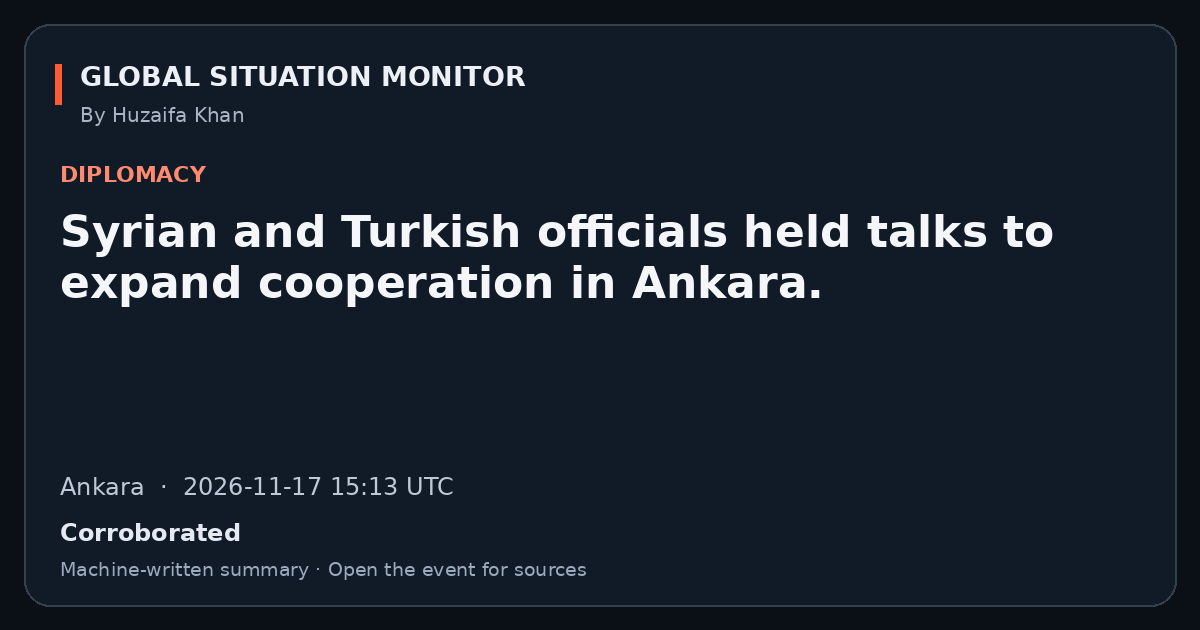 GLOBAL SITUATION MONITOR
By Huzaifa Khan
DIPLOMACY
Syrian and Turkish officials held talks to
expand cooperation in Ankara.
Ankara · 2026-11-17 15:13 UTC
Corroborated
Machine-written summary · Open the event for sources